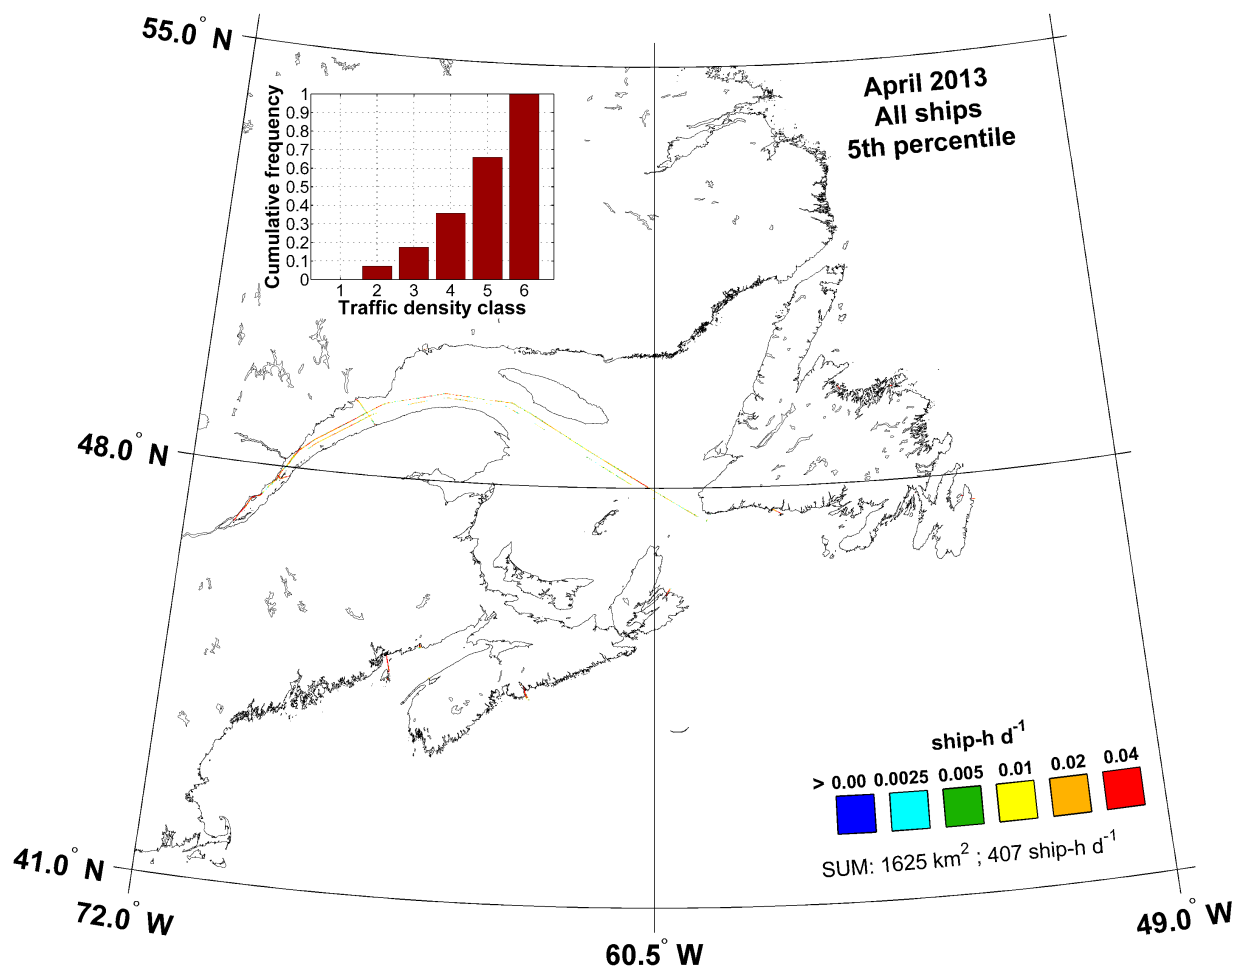 55.0° N
April 2013
All ships
5th percentile
Cumulative frequency
1
0.9
0.8
0.7
0.6
0.5
0.4
0.3
0.2
0.1
0
1 2 3 4 5 6
Traffic density class
48.0° N
ship-h d-1
> 0.00 0.0025 0.005 0.01 0.02 0.04
SUM: 1625 km2 ; 407 ship-h d-1
41.0° N
72.0° W
60.5° W
49.0° W